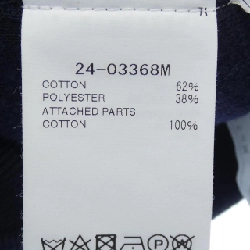 24-03368M
COTTON 62%
POLYESTER 38%
ATTACHED PARTS
COTTON 100%